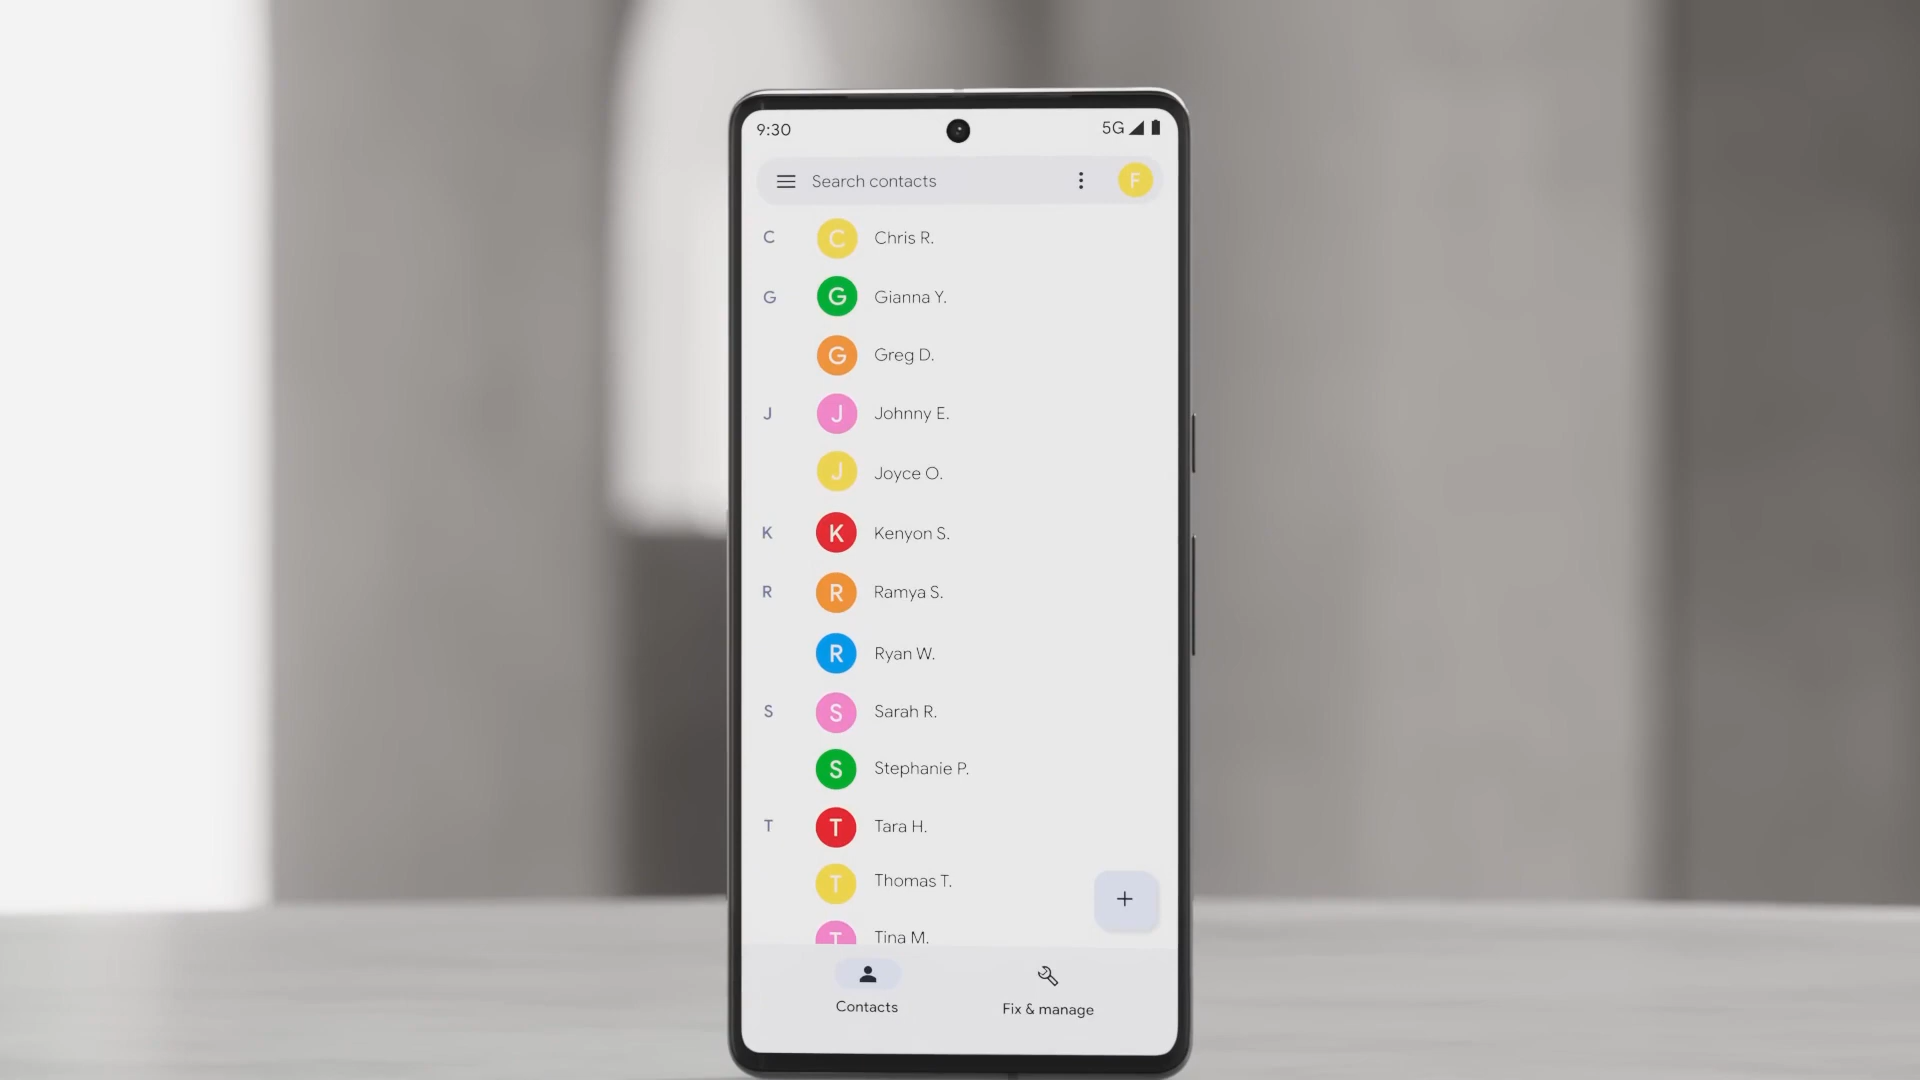 9:30
5G
Search contacts
F
C
C
Chris R.
G
G
Gianna Y.
G
Greg D.
J
J
Johnny E.
J
Joyce O.
K
K
Kenyon S.
R
R
Ramya S.
R
Ryan W.
S
S
Sarah R.
S
Stephanie P.
T
T
Tara H.
T
Thomas T.
T
Tina M.
Contacts
Fix & manage